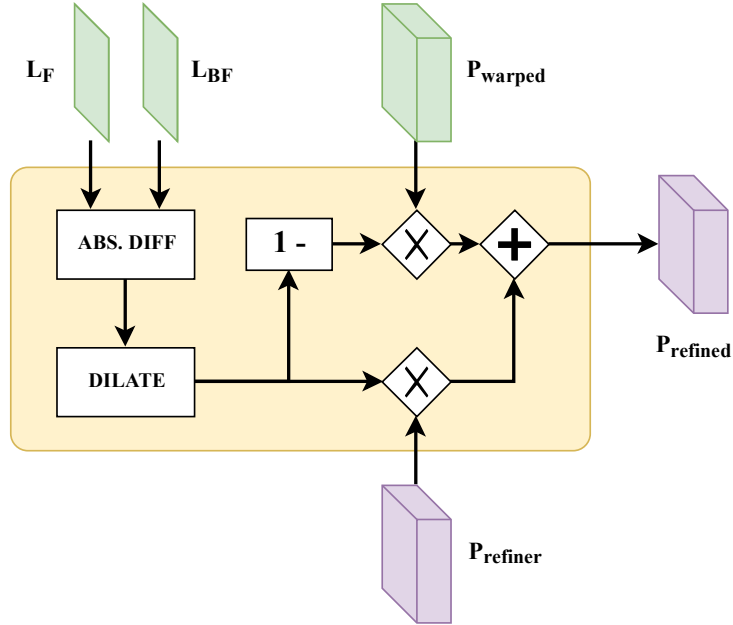 L_F
L_BF
P_warped
ABS. DIFF
1 -
X
+
P_refined
DILATE
X
P_refiner